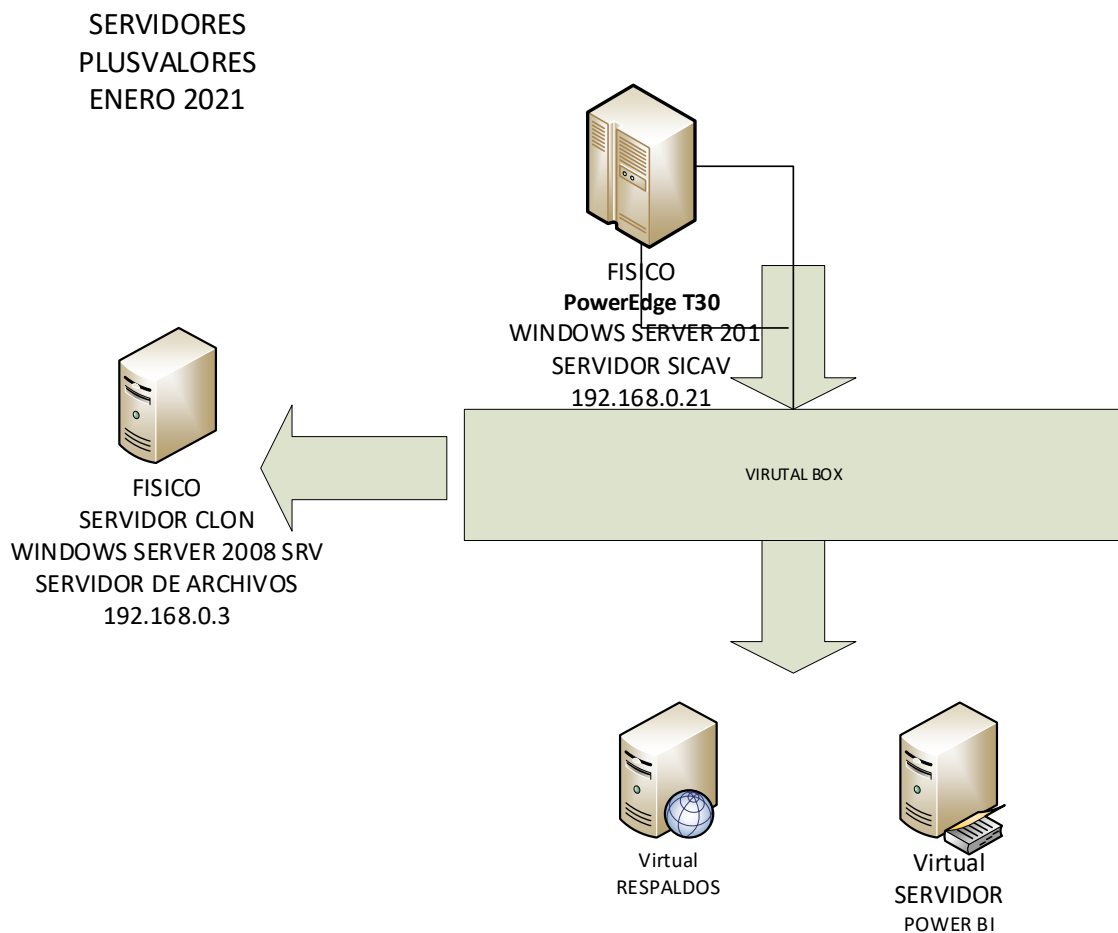 SERVIDORES
PLUSVALORES
ENERO 2021
FISICO
PowerEdge T30
WINDOWS SERVER 201
SERVIDOR SICAV
192.168.0.21
VIRUTAL BOX
FISICO
SERVIDOR CLON
WINDOWS SERVER 2008 SRV
SERVIDOR DE ARCHIVOS
192.168.0.3
Virtual
RESPALDOS
Virtual
SERVIDOR
POWER BI